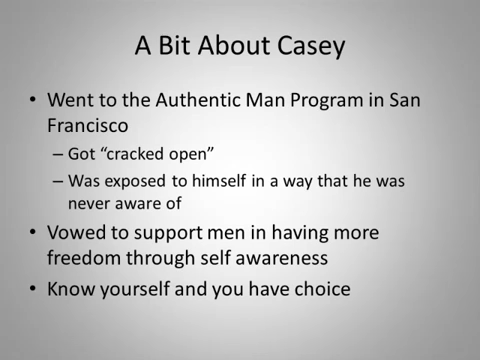 A Bit About Casey
• Went to the Authentic Man Program in San
Francisco
– Got “cracked open”
– Was exposed to himself in a way that he was
never aware of
• Vowed to support men in having more
freedom through self awareness
• Know yourself and you have choice